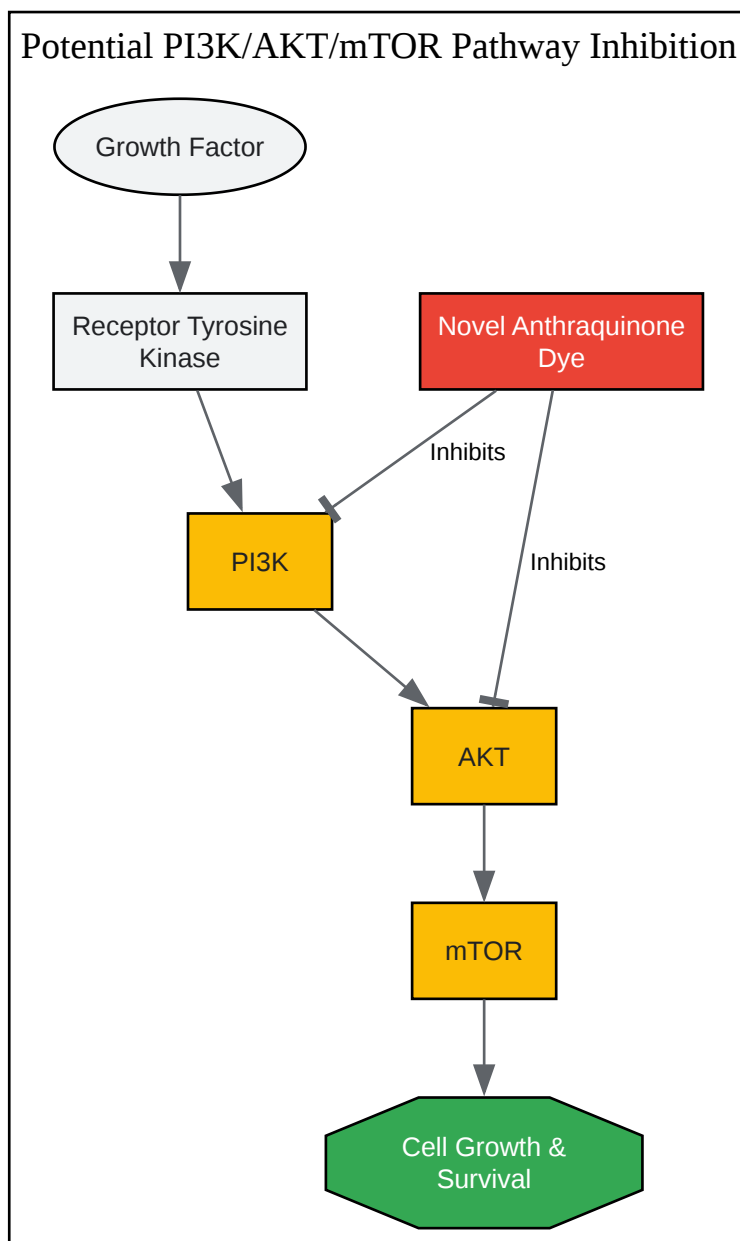 Potential PI3K/AKT/mTOR Pathway Inhibition
Growth Factor
Receptor Tyrosine
Kinase
Novel Anthraquinone
Dye
Inhibits
PI3K
Inhibits
AKT
mTOR
Cell Growth &
Survival